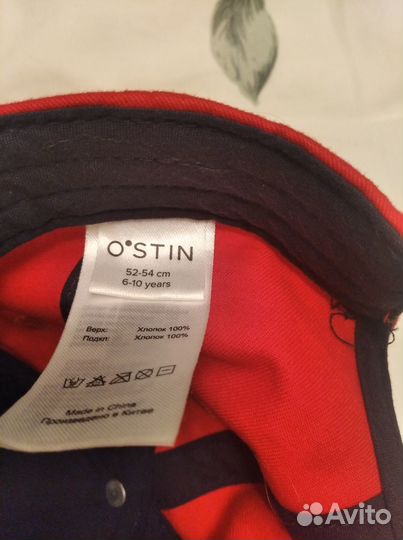 O'STIN
52-54 cm
6-10 years
Верх: Хлопок 100%
Подкл: Хлопок 100%
Made in China
Произведено в Китае
Avito